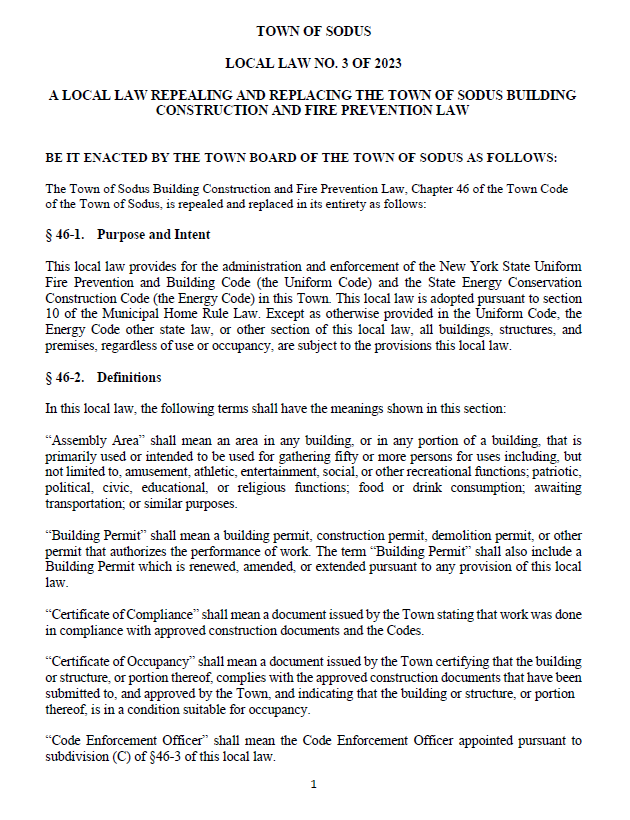 TOWN OF SODUS
LOCAL LAW NO. 3 OF 2023
A LOCAL LAW REPEALING AND REPLACING THE TOWN OF SODUS BUILDING
CONSTRUCTION AND FIRE PREVENTION LAW
BE IT ENACTED BY THE TOWN BOARD OF THE TOWN OF SODUS AS FOLLOWS:
The Town of Sodus Building Construction and Fire Prevention Law, Chapter 46 of the Town Code
of the Town of Sodus, is repealed and replaced in its entirety as follows:
§ 46-1. Purpose and Intent
This local law provides for the administration and enforcement of the New York State Uniform
Fire Prevention and Building Code (the Uniform Code) and the State Energy Conservation
Construction Code (the Energy Code) in this Town. This local law is adopted pursuant to section
10 of the Municipal Home Rule Law. Except as otherwise provided in the Uniform Code, the
Energy Code other state law, or other section of this local law, all buildings, structures, and
premises, regardless of use or occupancy, are subject to the provisions this local law.
§ 46-2. Definitions
In this local law, the following terms shall have the meanings shown in this section:
“Assembly Area” shall mean an area in any building, or in any portion of a building, that is
primarily used or intended to be used for gathering fifty or more persons for uses including, but
not limited to, amusement, athletic, entertainment, social, or other recreational functions; patriotic,
political, civic, educational, or religious functions; food or drink consumption; awaiting
transportation; or similar purposes.
“Building Permit” shall mean a building permit, construction permit, demolition permit, or other
permit that authorizes the performance of work. The term “Building Permit” shall also include a
Building Permit which is renewed, amended, or extended pursuant to any provision of this local
law.
“Certificate of Compliance” shall mean a document issued by the Town stating that work was done
in compliance with approved construction documents and the Codes.
“Certificate of Occupancy” shall mean a document issued by the Town certifying that the building
or structure, or portion thereof, complies with the approved construction documents that have been
submitted to, and approved by the Town, and indicating that the building or structure, or portion
thereof, is in a condition suitable for occupancy.
“Code Enforcement Officer” shall mean the Code Enforcement Officer appointed pursuant to
subdivision (C) of §46-3 of this local law.
1